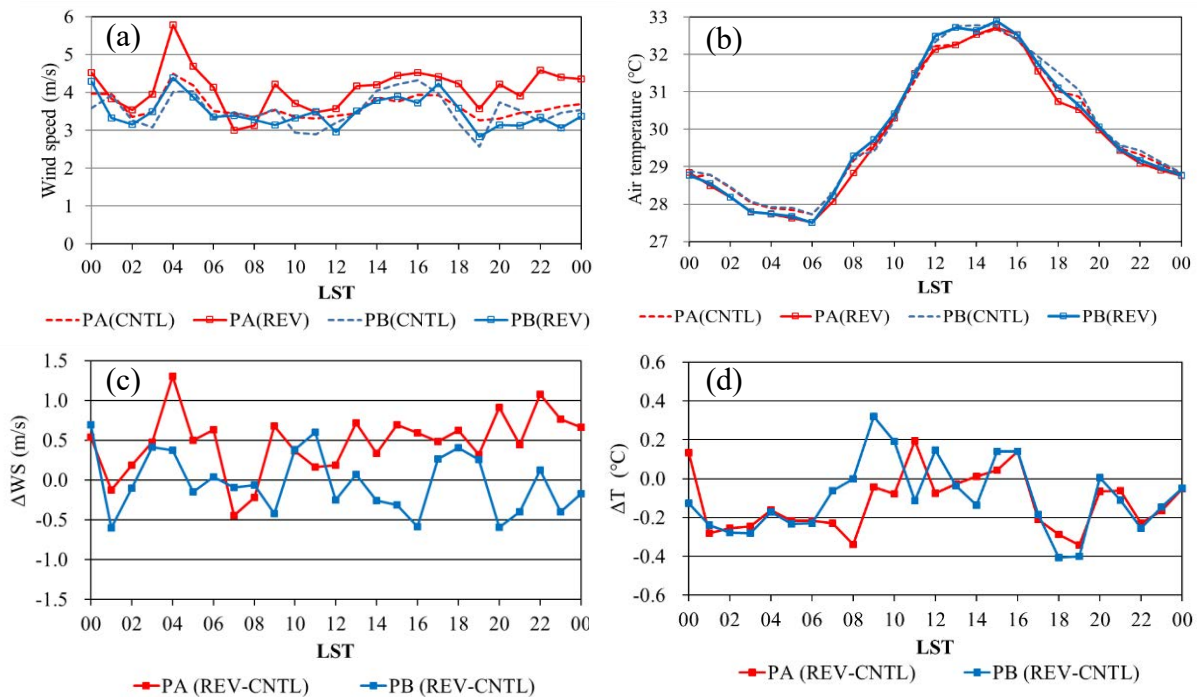 (a)
Wind speed (m/s)
6
5
4
3
2
1
0
00 02 04 06 08 10 12 14 16 18 20 22 00
LST
PA(CNTL) PA(REV) PB(CNTL) PB(REV)
(b)
Air temperature (°C)
33
32
31
30
29
28
27
00 02 04 06 08 10 12 14 16 18 20 22 00
LST
PA(CNTL) PA(REV) PB(CNTL) PB(REV)
(c)
ΔWS (m/s)
1.5
1.0
0.5
0.0
-0.5
-1.0
-1.5
00 02 04 06 08 10 12 14 16 18 20 22 00
LST
PA (REV-CNTL) PB (REV-CNTL)
(d)
ΔT (°C)
0.6
0.4
0.2
0.0
-0.2
-0.4
-0.6
00 02 04 06 08 10 12 14 16 18 20 22 00
LST
PA (REV-CNTL) PB (REV-CNTL)